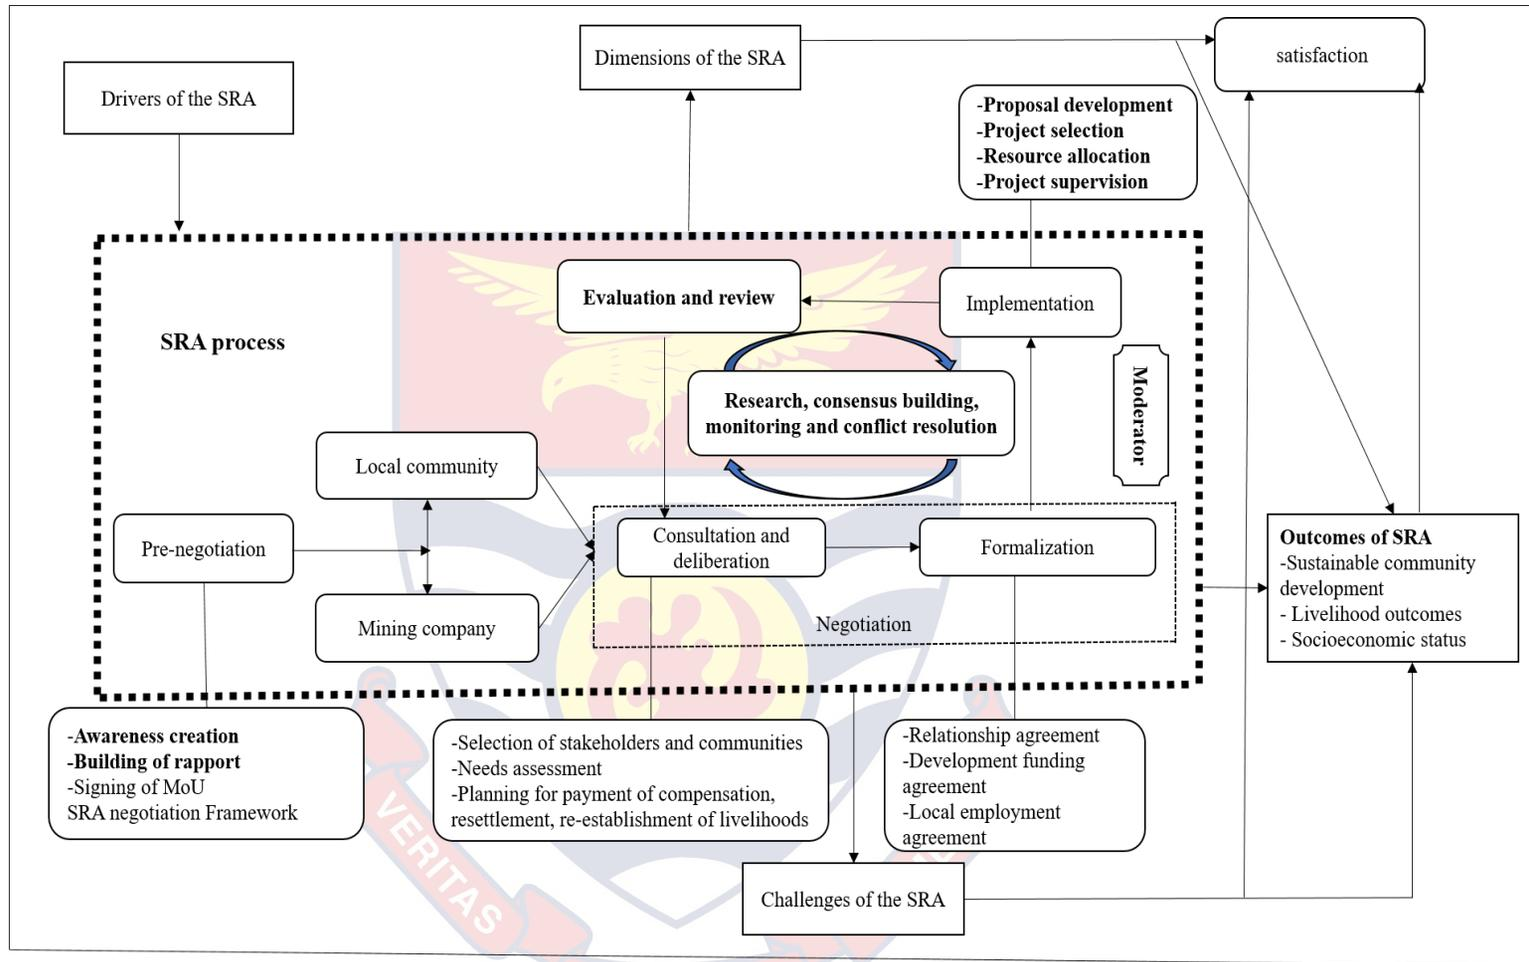 Dimensions of the SRA
satisfaction
Drivers of the SRA
-Proposal development
-Project selection
-Resource allocation
-Project supervision
Evaluation and review
Implementation
SRA process
Research, consensus building,
monitoring and conflict resolution
Moderator
Local community
Pre-negotiation
Mining company
Consultation and
deliberation
Formalization
Negotiation
Outcomes of SRA
-Sustainable community
development
- Livelihood outcomes
- Socioeconomic status
-Awareness creation
-Building of rapport
-Signing of MoU
SRA negotiation Framework
-Selection of stakeholders and communities
-Needs assessment
-Planning for payment of compensation,
resettlement, re-establishment of livelihoods
-Relationship agreement
-Development funding
agreement
-Local employment
agreement
Challenges of the SRA
VERITAS